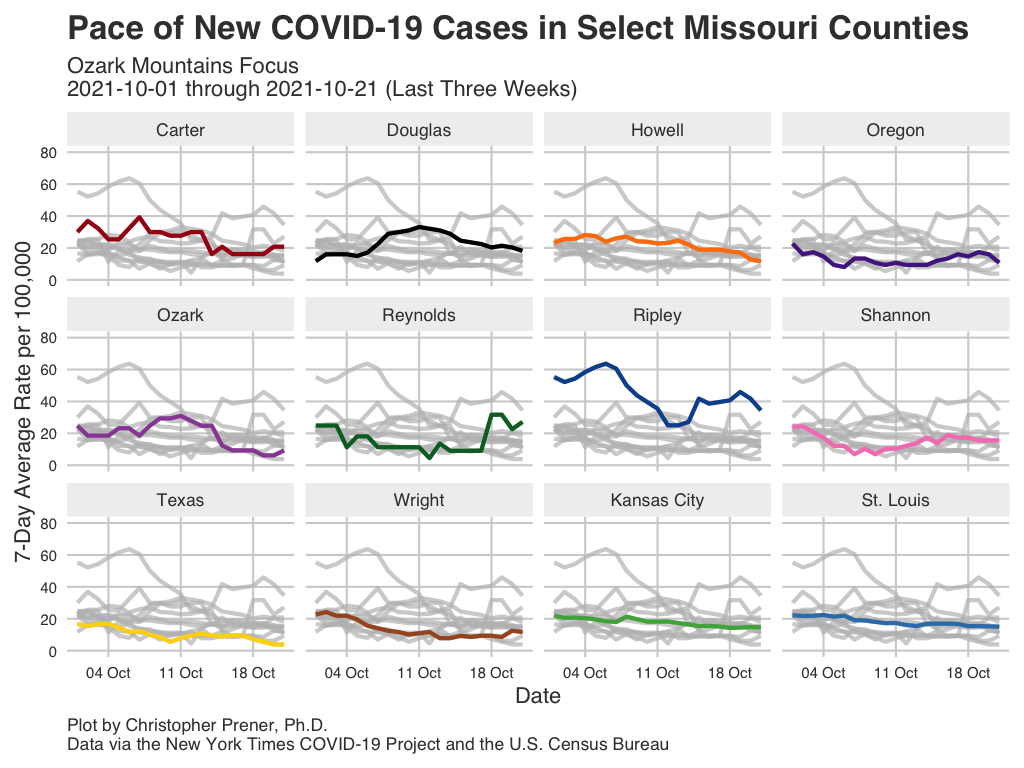 Pace of New COVID-19 Cases in Select Missouri Counties
Ozark Mountains Focus
2021-10-01 through 2021-10-21 (Last Three Weeks)
7-Day Average Rate per 100,000
Carter Douglas Howell Oregon
80
60
40
20
0
Ozark Reynolds Ripley Shannon
80
60
40
20
0
Texas Wright Kansas City St. Louis
80
60
40
20
0
04 Oct 11 Oct 18 Oct 04 Oct 11 Oct 18 Oct 04 Oct 11 Oct 18 Oct 04 Oct 11 Oct 18 Oct
Date
Plot by Christopher Prener, Ph.D.
Data via the New York Times COVID-19 Project and the U.S. Census Bureau